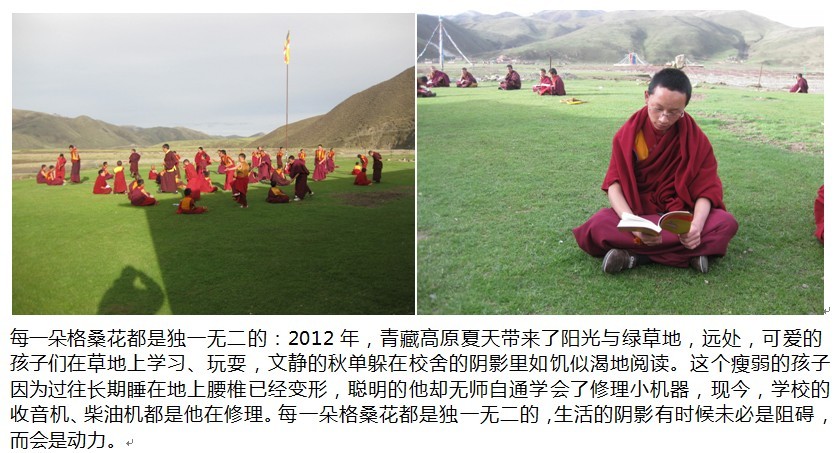 每一朵格桑花都是独一无二的：2012 年，青藏高原夏天带来了阳光与绿草地，远处，可爱的
孩子们在草地上学习、玩耍，文静的秋单躲在校舍的阴影里如饥似渴地阅读。这个瘦弱的孩子
因为过往长期睡在地上腰椎已经变形，聪明的他却无师自通学会了修理小机器，现今，学校的
收音机、柴油机都是他在修理。每一朵格桑花都是独一无二的，生活的阴影有时候未必是阻碍，
而会是动力。